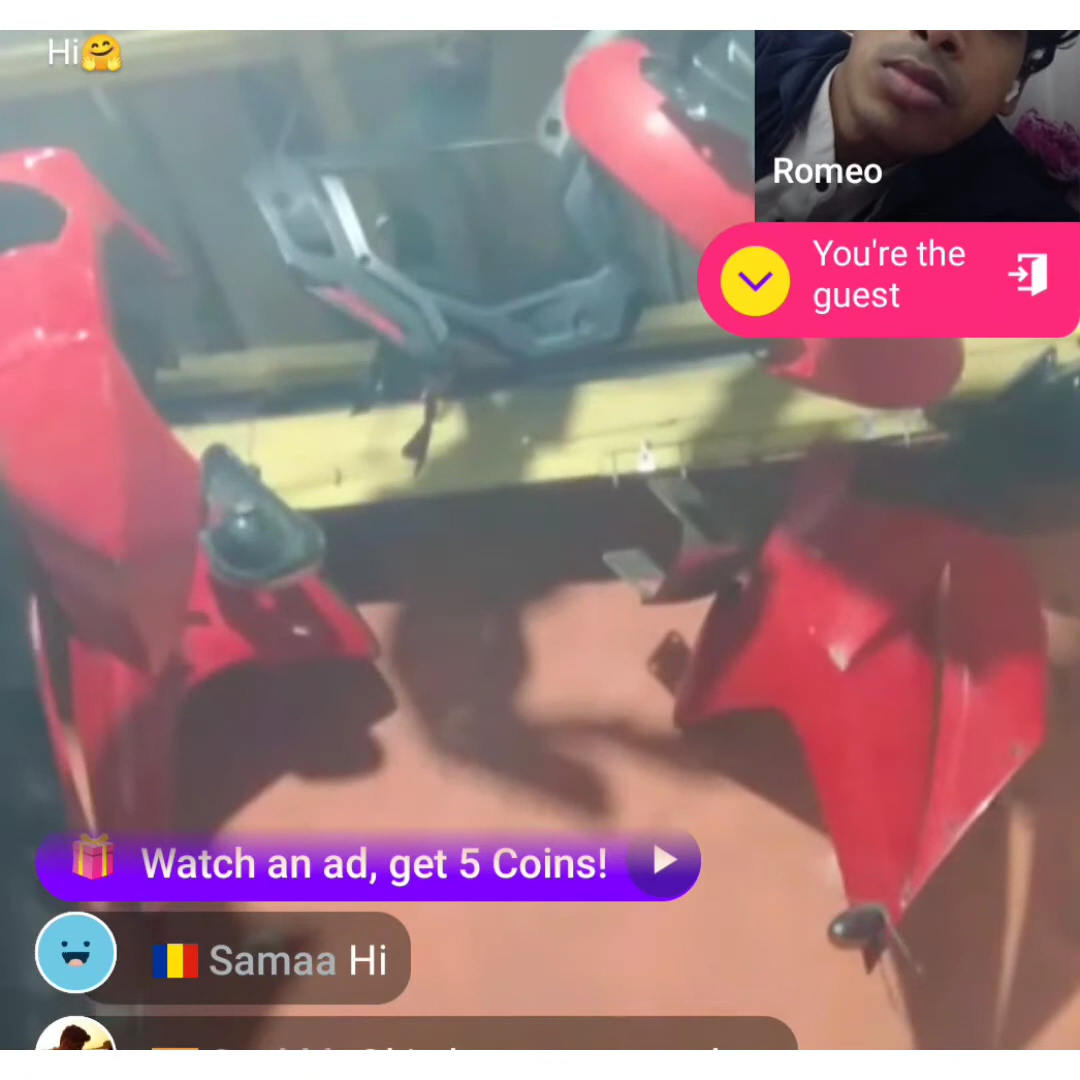 Hi🤗
Romeo
You're the
guest
Watch an ad, get 5 Coins!
Samaa Hi